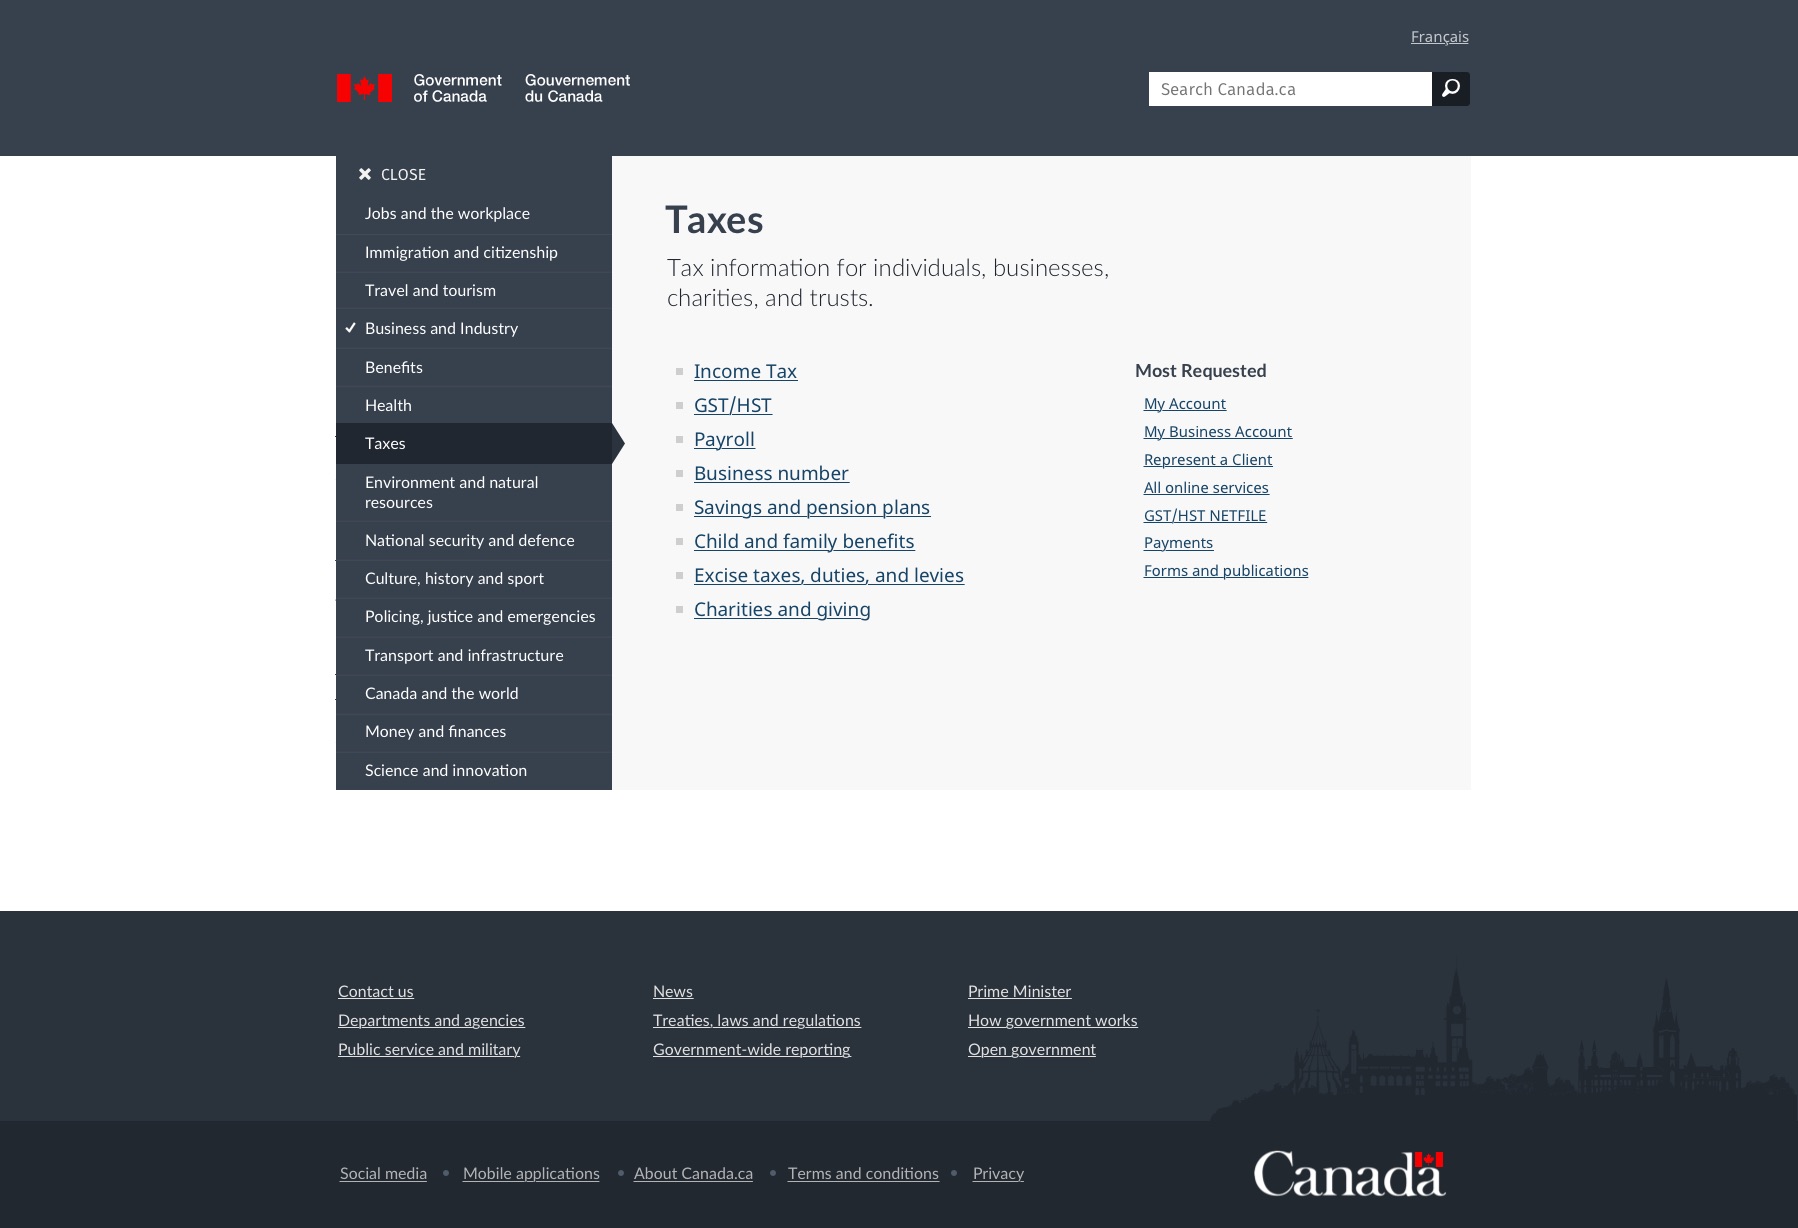 Français
Government
of Canada
Gouvernement
du Canada
Search Canada.ca
CLOSE
Jobs and the workplace
Immigration and citizenship
Travel and tourism
Business and Industry
Benefits
Health
Taxes
Environment and natural
resources
National security and defence
Culture, history and sport
Policing, justice and emergencies
Transport and infrastructure
Canada and the world
Money and finances
Science and innovation
Taxes
Tax information for individuals, businesses,
charities, and trusts.
Income Tax
GST/HST
Payroll
Business number
Savings and pension plans
Child and family benefits
Excise taxes, duties, and levies
Charities and giving
Most Requested
My Account
My Business Account
Represent a Client
All online services
GST/HST NETFILE
Payments
Forms and publications
Contact us
Departments and agencies
Public service and military
News
Treaties, laws and regulations
Government-wide reporting
Prime Minister
How government works
Open government
Social media • Mobile applications • About Canada.ca • Terms and conditions • Privacy
Canada